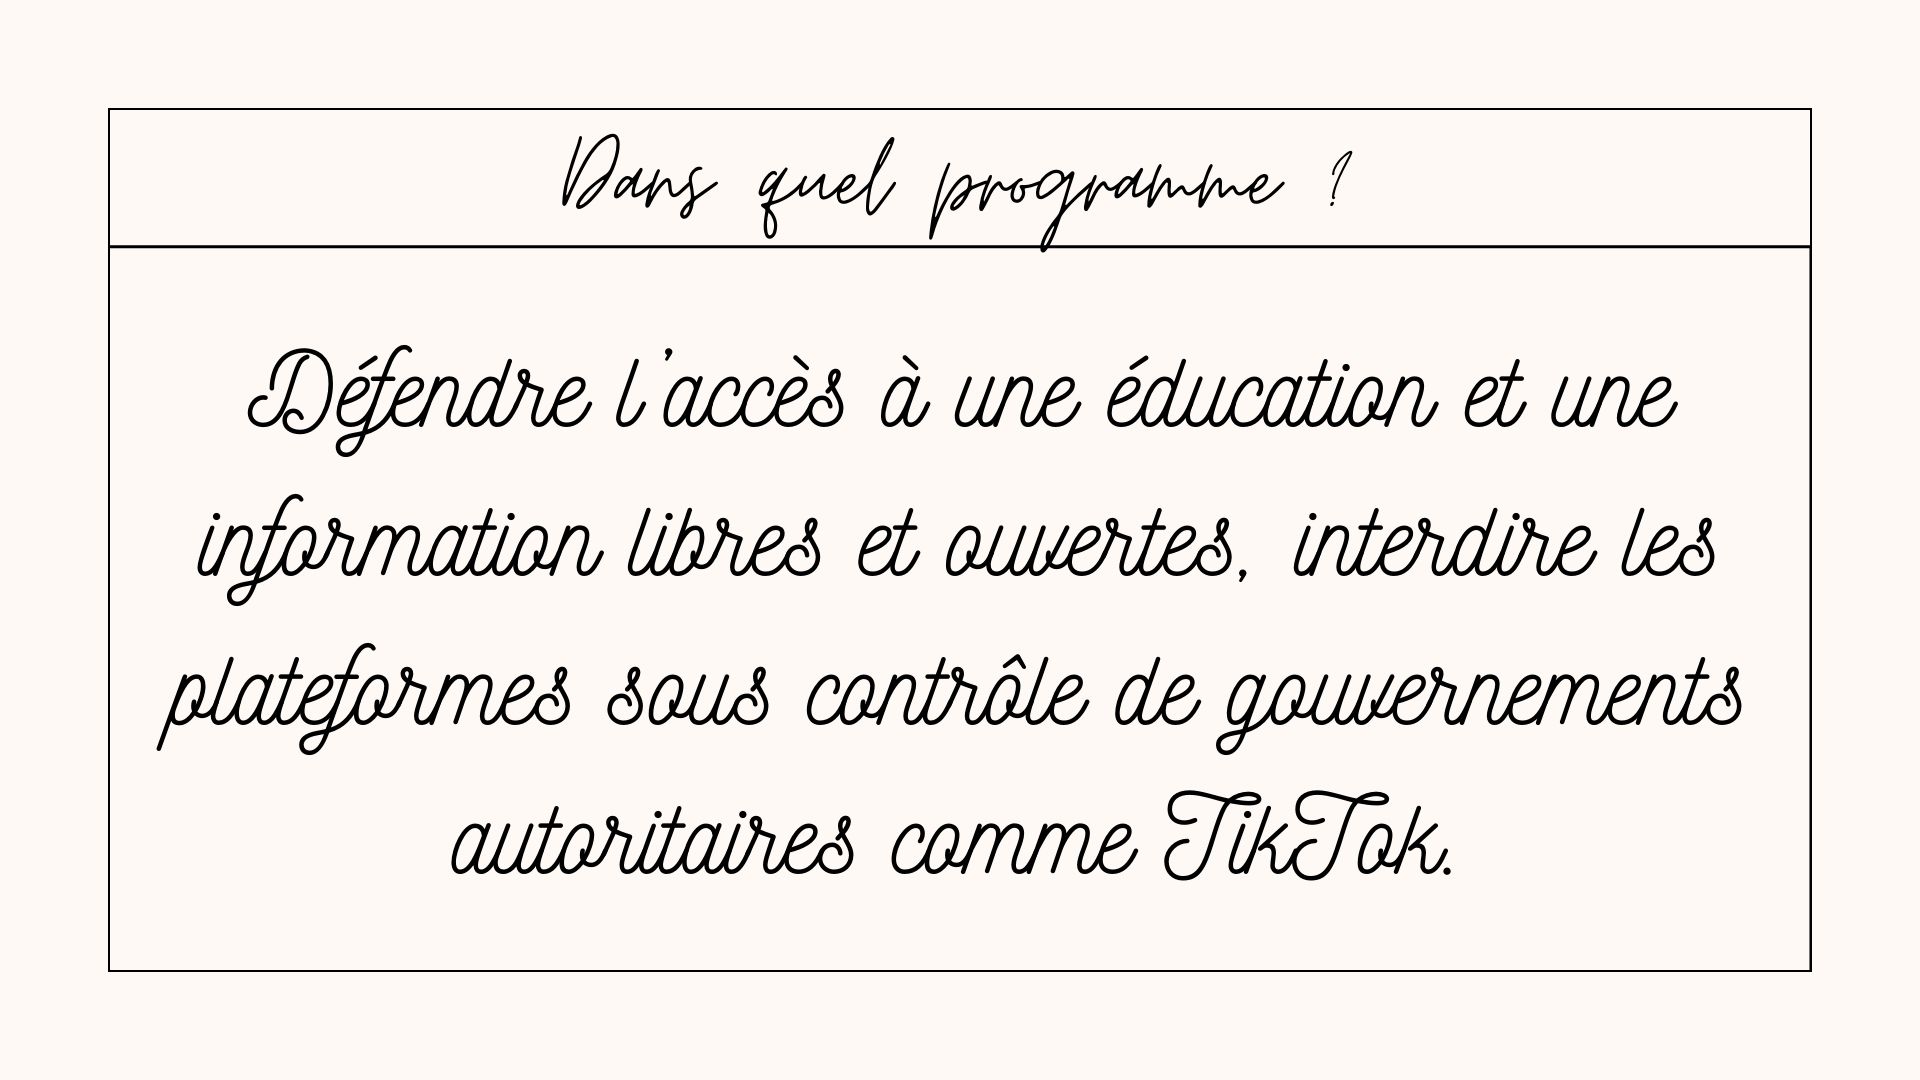 Dans quel programme ?
Défendre l'accès à une éducation et une
information libres et ouvertes, interdire les
plateformes sous contrôle de gouvernements
autoritaires comme TikTok.